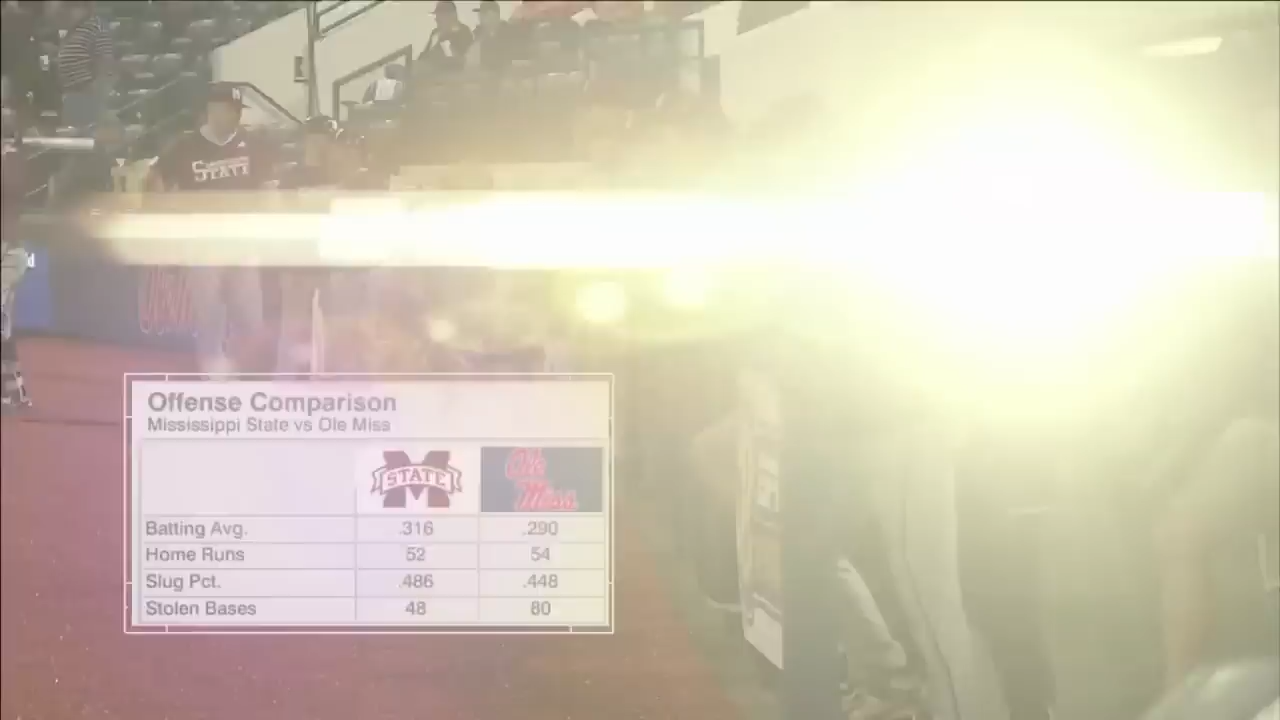 STATE
Offense Comparison
Mississippi State vs Ole Miss
STATE
Ole
Miss
Batting Avg. .316 .290
Home Runs 52 54
Slug Pct. .486 .448
Stolen Bases 48 80